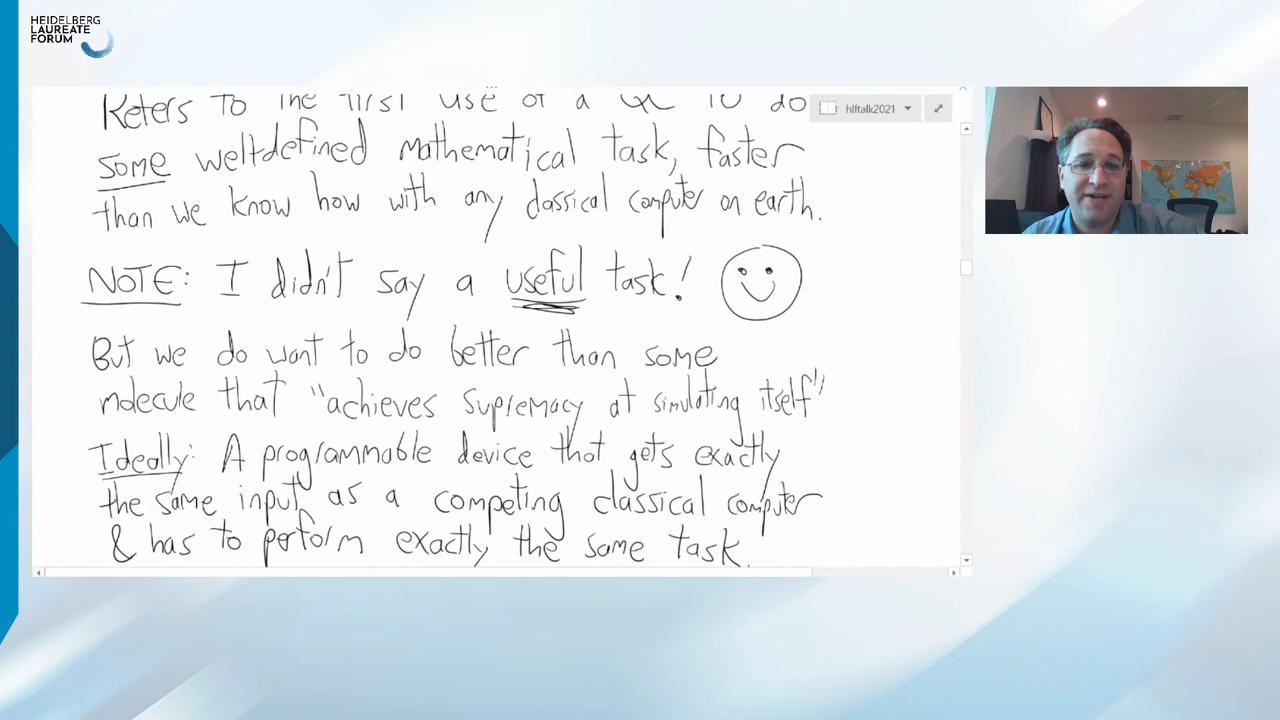 HEIDELBERG
LAUREATE
FORUM
Refers to the first use of a QC to do
hlftalk2021
some well-defined mathematical task, faster
than we know how with any classical computer on earth.
NOTE: I didn't say a useful task!
But we do want to do better than some
molecule that "achieves supremacy at simulating itself"
Ideally: A programmable device that gets exactly
the same input as a competing classical computer
& has to perform exactly the same task.